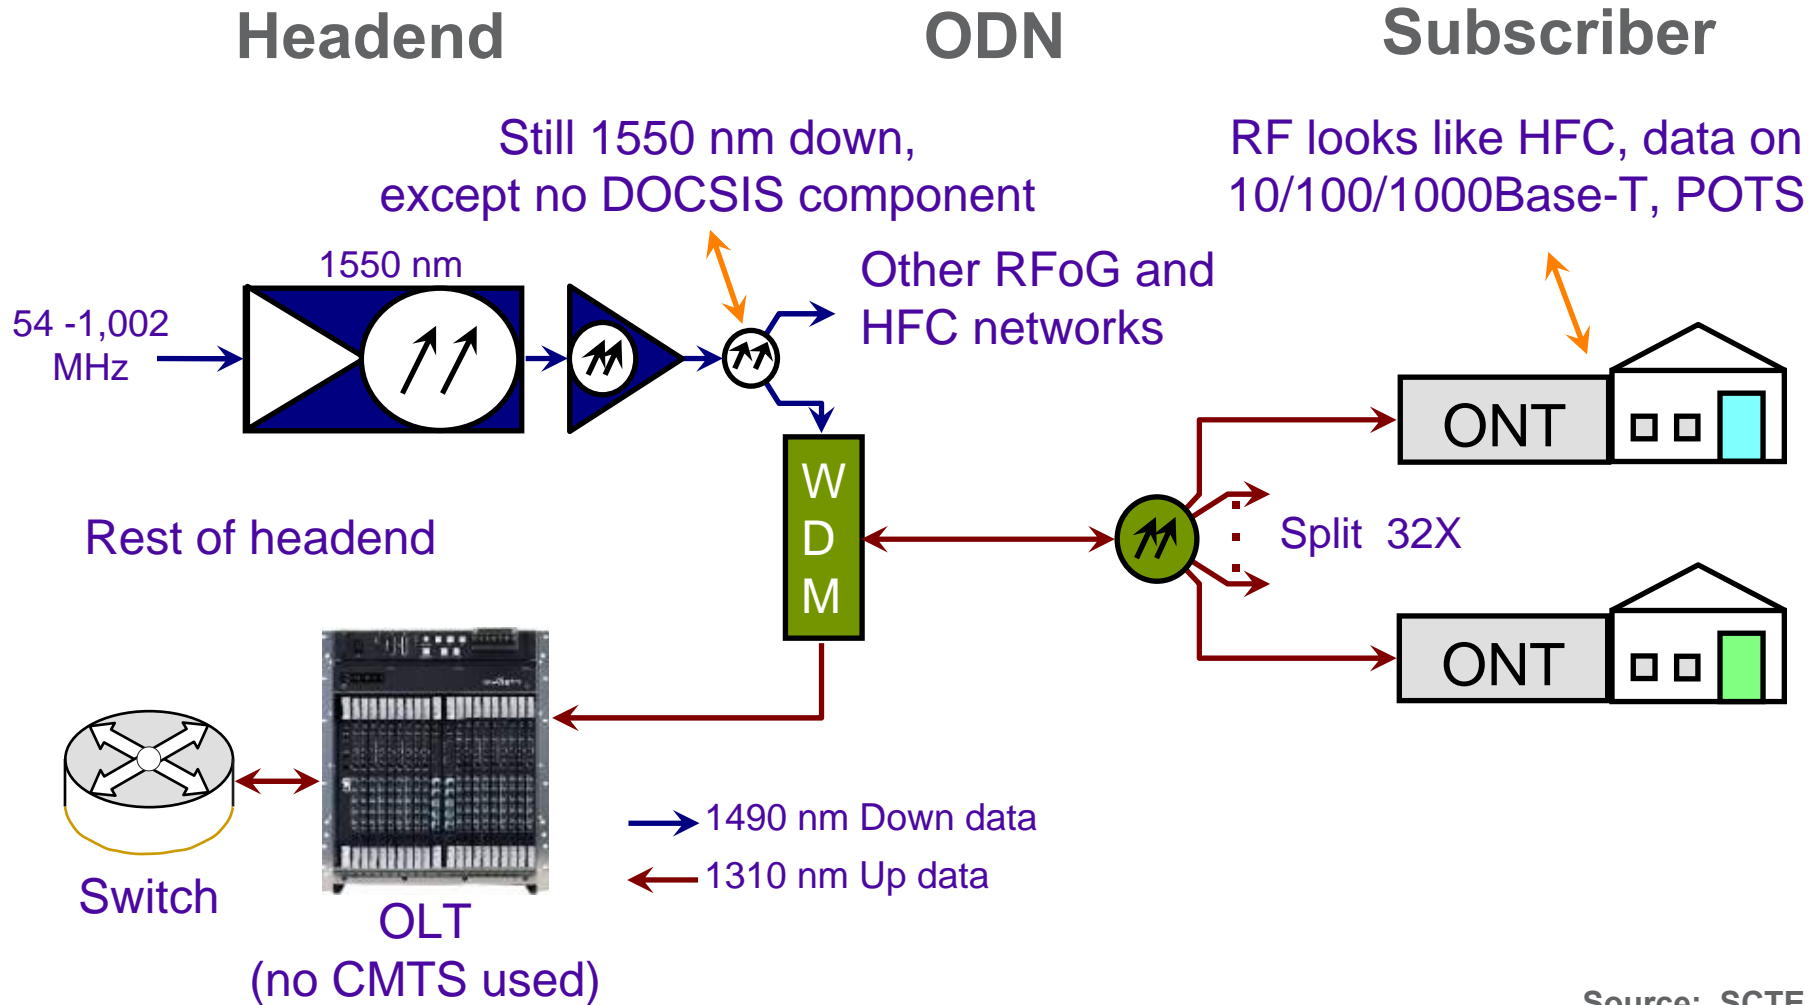 Headend
ODN
Subscriber
Still 1550 nm down,
except no DOCSIS component
RF looks like HFC, data on
10/100/1000Base-T, POTS
1550 nm
Other RFoG and
HFC networks
54 -1,002
MHz
ONT
W
D
M
Split 32X
Rest of headend
ONT
1490 nm Down data
1310 nm Up data
Switch
OLT
(no CMTS used)
Source: SCTE